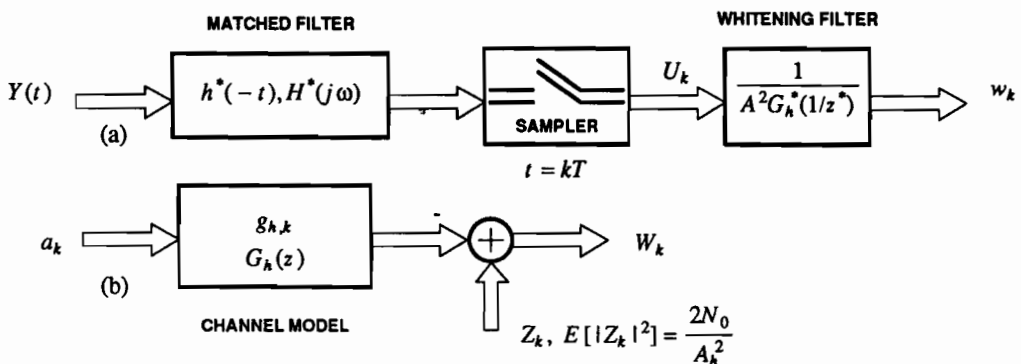 MATCHED FILTER
WHITENING FILTER
Y(t)
h*(−t), H*(jω)
SAMPLER
t = kT
U_k
1 / A²G_h*(1/z*)
w_k
(a)
a_k
g_{h,k}
G_h(z)
+
W_k
(b)
CHANNEL MODEL
Z_k, E[|Z_k|²] = 2N_0 / A_h²